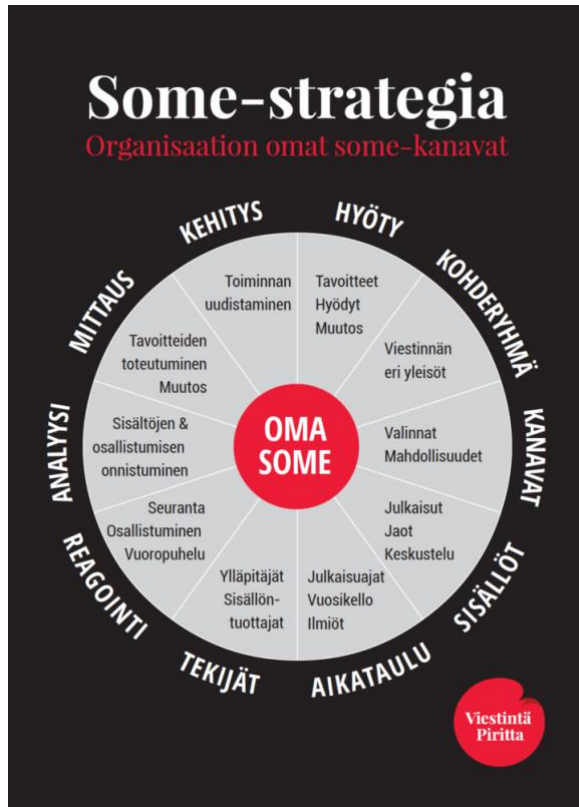 Some-strategia
Organisaation omat some-kanavat
HYÖTY
Tavoitteet
Hyödyt
Muutos
KOHDERYHMÄ
Viestinnän
eri yleisöt
KANAVAT
Valinnat
Mahdollisuudet
SISÄLLÖT
Julkaisut
Jaot
Keskustelu
AIKATAULU
Julkaisuajat
Vuosikello
Ilmiöt
TEKIJÄT
Ylläpitäjät
Sisällön-
tuottajat
REAGOINTI
Seuranta
Osallistuminen
Vuoropuhelu
ANALYYSI
Sisältöjen &
osallistumisen
onnistuminen
MITTAUS
Tavoitteiden
toteutuminen
Muutos
KEHITYS
Toiminnan
uudistaminen
OMA
SOME
Viestintä
Piritta